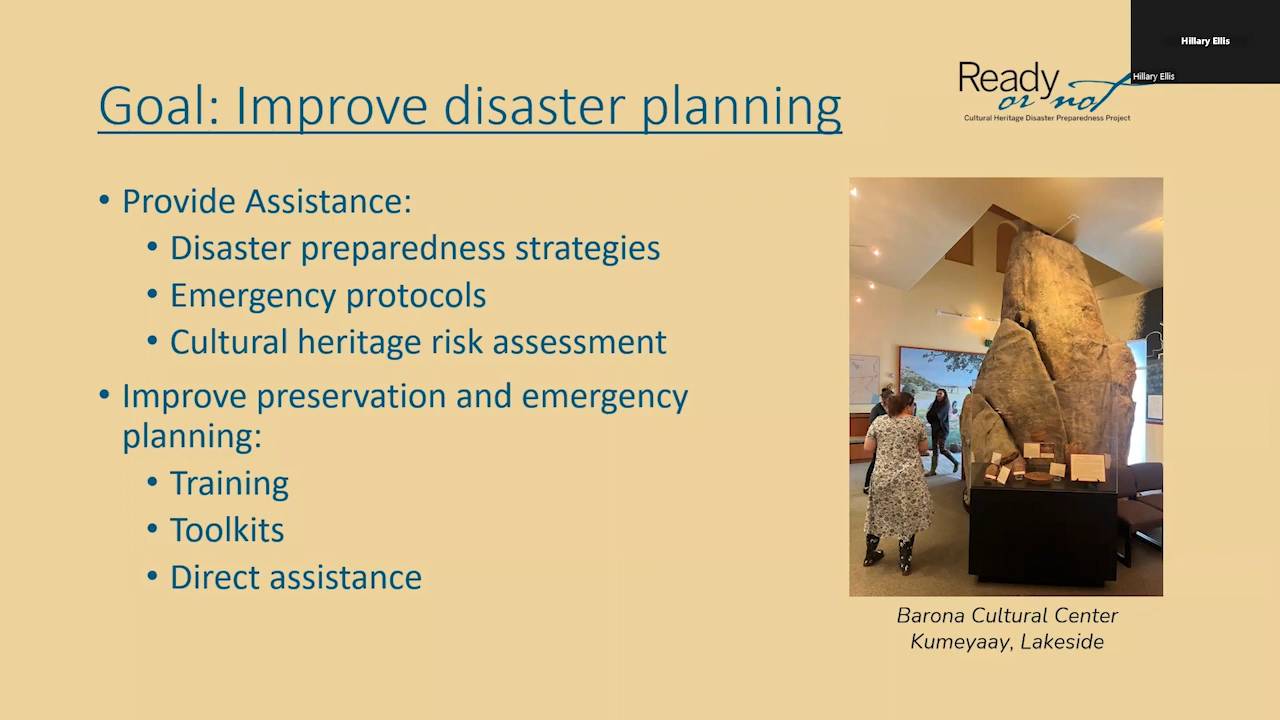 Hillary Ellis
Hillary Ellis
Ready
or not
Cultural Heritage Disaster Preparedness Project
Goal: Improve disaster planning
• Provide Assistance:
• Disaster preparedness strategies
• Emergency protocols
• Cultural heritage risk assessment
• Improve preservation and emergency
planning:
• Training
• Toolkits
• Direct assistance
Barona Cultural Center
Kumeyaay, Lakeside